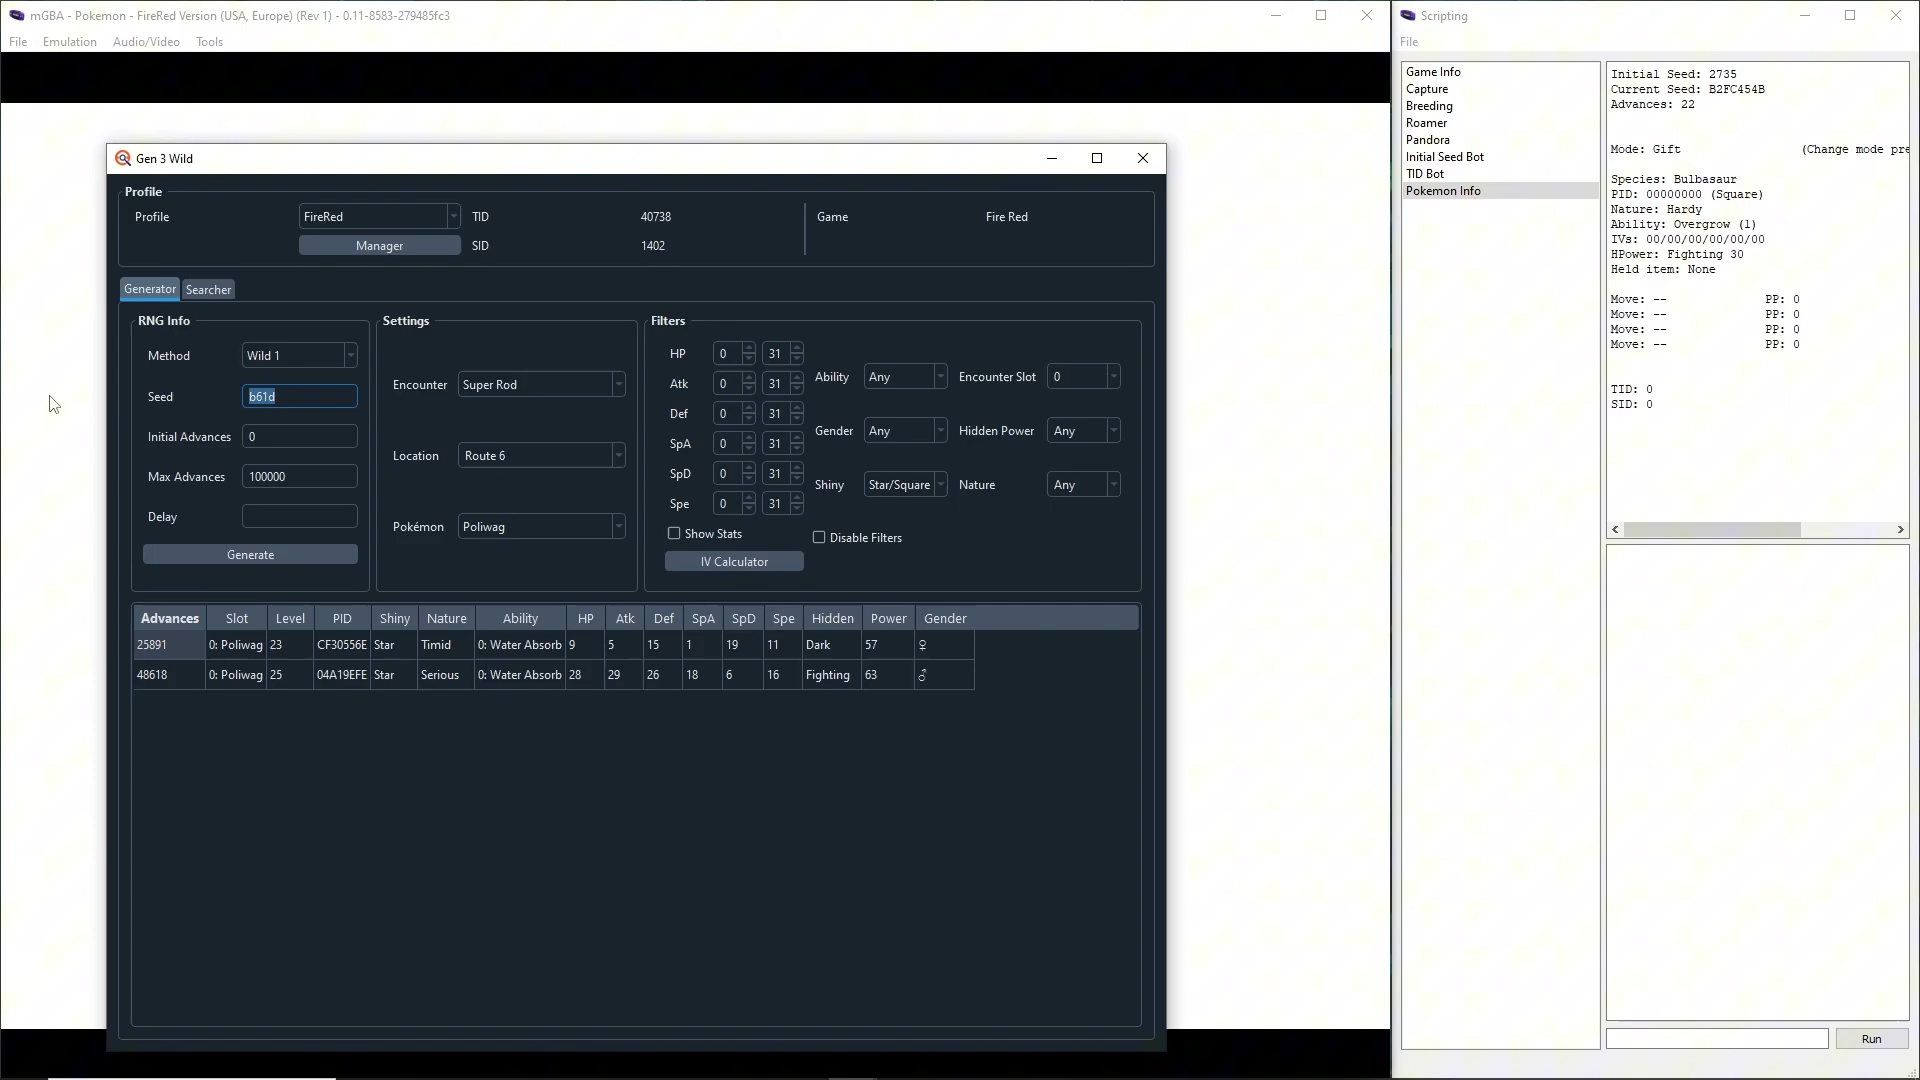 mGBA - Pokemon - FireRed Version (USA, Europe) (Rev 1) - 0.11-8583-279485fc3
File Emulation Audio/Video Tools
Gen 3 Wild
Profile
Profile FireRed TID 40738 Game Fire Red
Manager SID 1402
Generator Searcher
RNG Info
Method Wild 1
Seed b61d
Initial Advances 0
Max Advances 100000
Delay
Generate
Settings
Encounter Super Rod
Location Route 6
Pokémon Poliwag
Filters
HP 0 31
Atk 0 31
Def 0 31
SpA 0 31
SpD 0 31
Spe 0 31
Show Stats
IV Calculator
Ability Any Encounter Slot 0
Gender Any Hidden Power Any
Shiny Star/Square Nature Any
Disable Filters
Advances Slot Level PID Shiny Nature Ability HP Atk Def SpA SpD Spe Hidden Power Gender
25891 0: Poliwag 23 CF30556E Star Timid 0: Water Absorb 9 5 15 1 19 11 Dark 57 ♀
48618 0: Poliwag 25 04A19EFE Star Serious 0: Water Absorb 28 29 26 18 6 16 Fighting 63 ♂
Scripting
File
Game Info
Capture
Breeding
Roamer
Pandora
Initial Seed Bot
TID Bot
Pokemon Info
Initial Seed: 2735
Current Seed: B2FC454B
Advances: 22
Mode: Gift (Change mode pre
Species: Bulbasaur
PID: 00000000 (Square)
Nature: Hardy
Ability: Overgrow (1)
IVs: 00/00/00/00/00/00
HPower: Fighting 30
Held item: None
Move: -- PP: 0
Move: -- PP: 0
Move: -- PP: 0
Move: -- PP: 0
TID: 0
SID: 0
Run